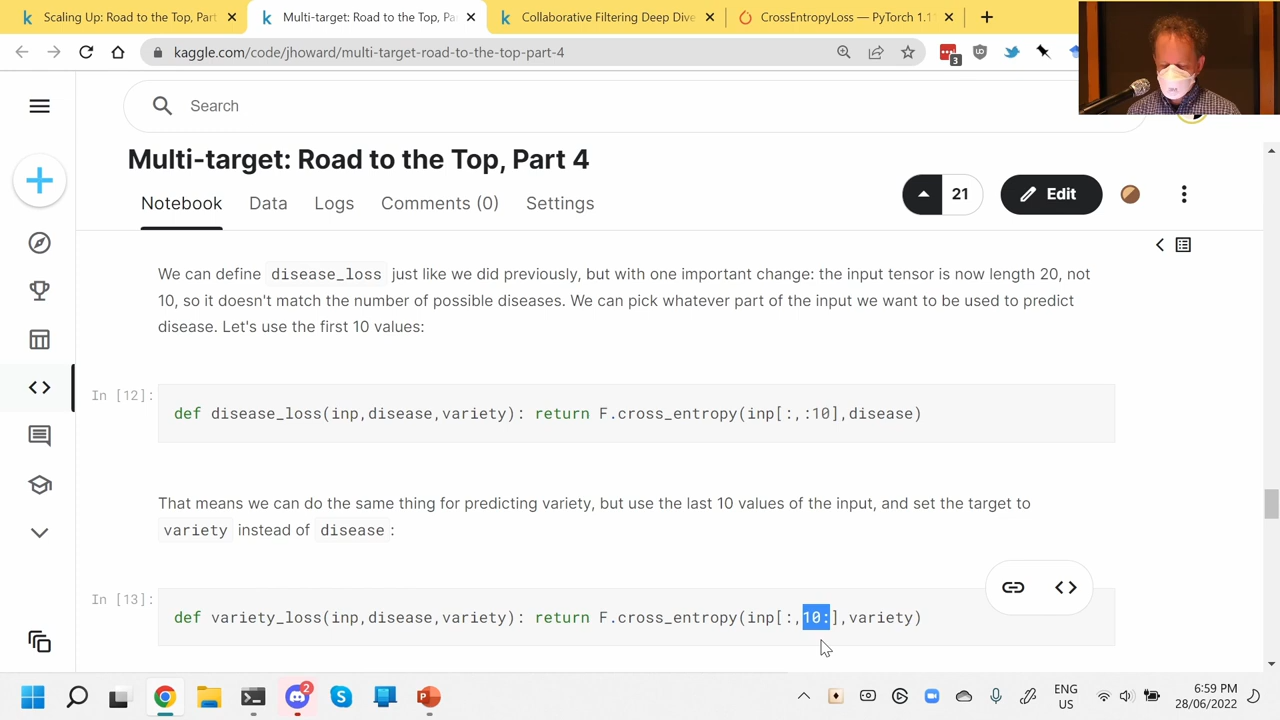 Scaling Up: Road to the Top, Part
Multi-target: Road to the Top, Pa
Collaborative Filtering Deep Dive
CrossEntropyLoss — PyTorch 1.1
kaggle.com/code/jhoward/multi-target-road-to-the-top-part-4
3
Search
Multi-target: Road to the Top, Part 4
Notebook Data Logs Comments (0) Settings
21
Edit
We can define disease_loss just like we did previously, but with one important change: the input tensor is now length 20, not
10, so it doesn't match the number of possible diseases. We can pick whatever part of the input we want to be used to predict
disease. Let's use the first 10 values:
In [12]:
def disease_loss(inp,disease,variety): return F.cross_entropy(inp[:,:10],disease)
That means we can do the same thing for predicting variety, but use the last 10 values of the input, and set the target to
variety instead of disease:
In [13]:
def variety_loss(inp,disease,variety): return F.cross_entropy(inp[:,10:],variety)
2
ENG
US
6:59 PM
28/06/2022